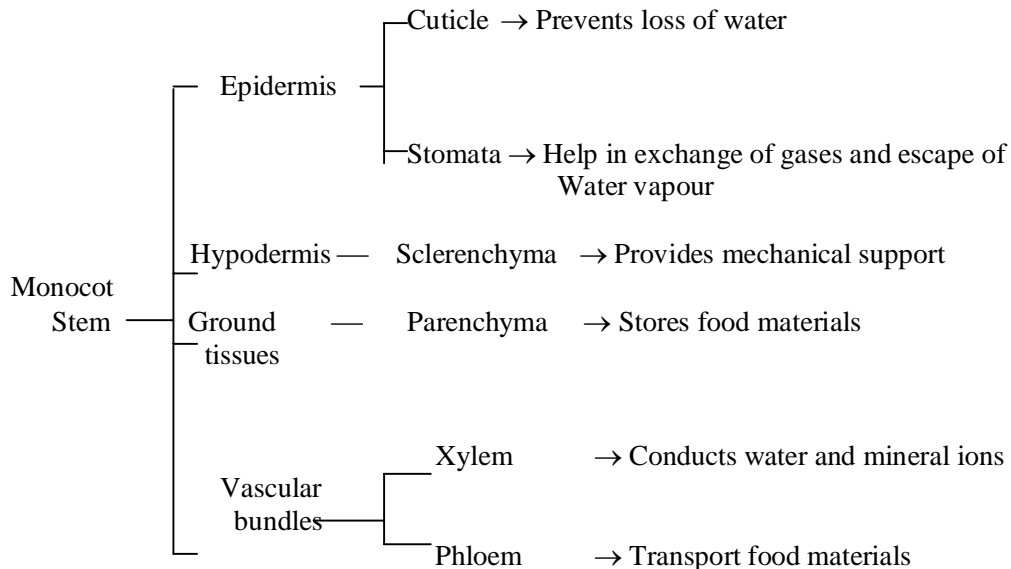 Cuticle → Prevents loss of water
Epidermis
Stomata → Help in exchange of gases and escape of
Water vapour
Hypodermis — Sclerenchyma → Provides mechanical support
Monocot
Stem
Ground — Parenchyma → Stores food materials
tissues
Xylem → Conducts water and mineral ions
Vascular
bundles
Phloem → Transport food materials